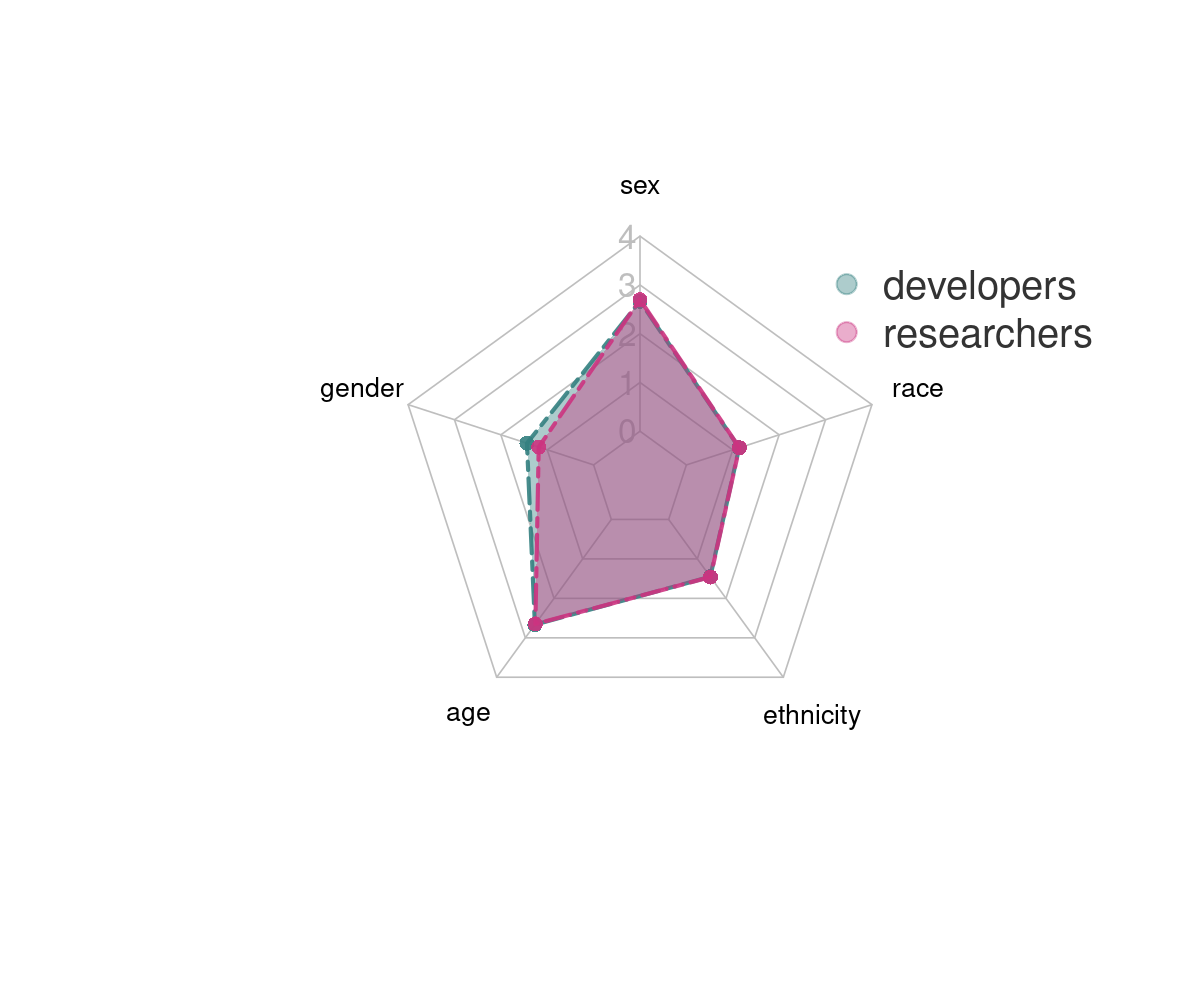 sex
4
3
developers
2
researchers
1
gender
race
0
age
ethnicity